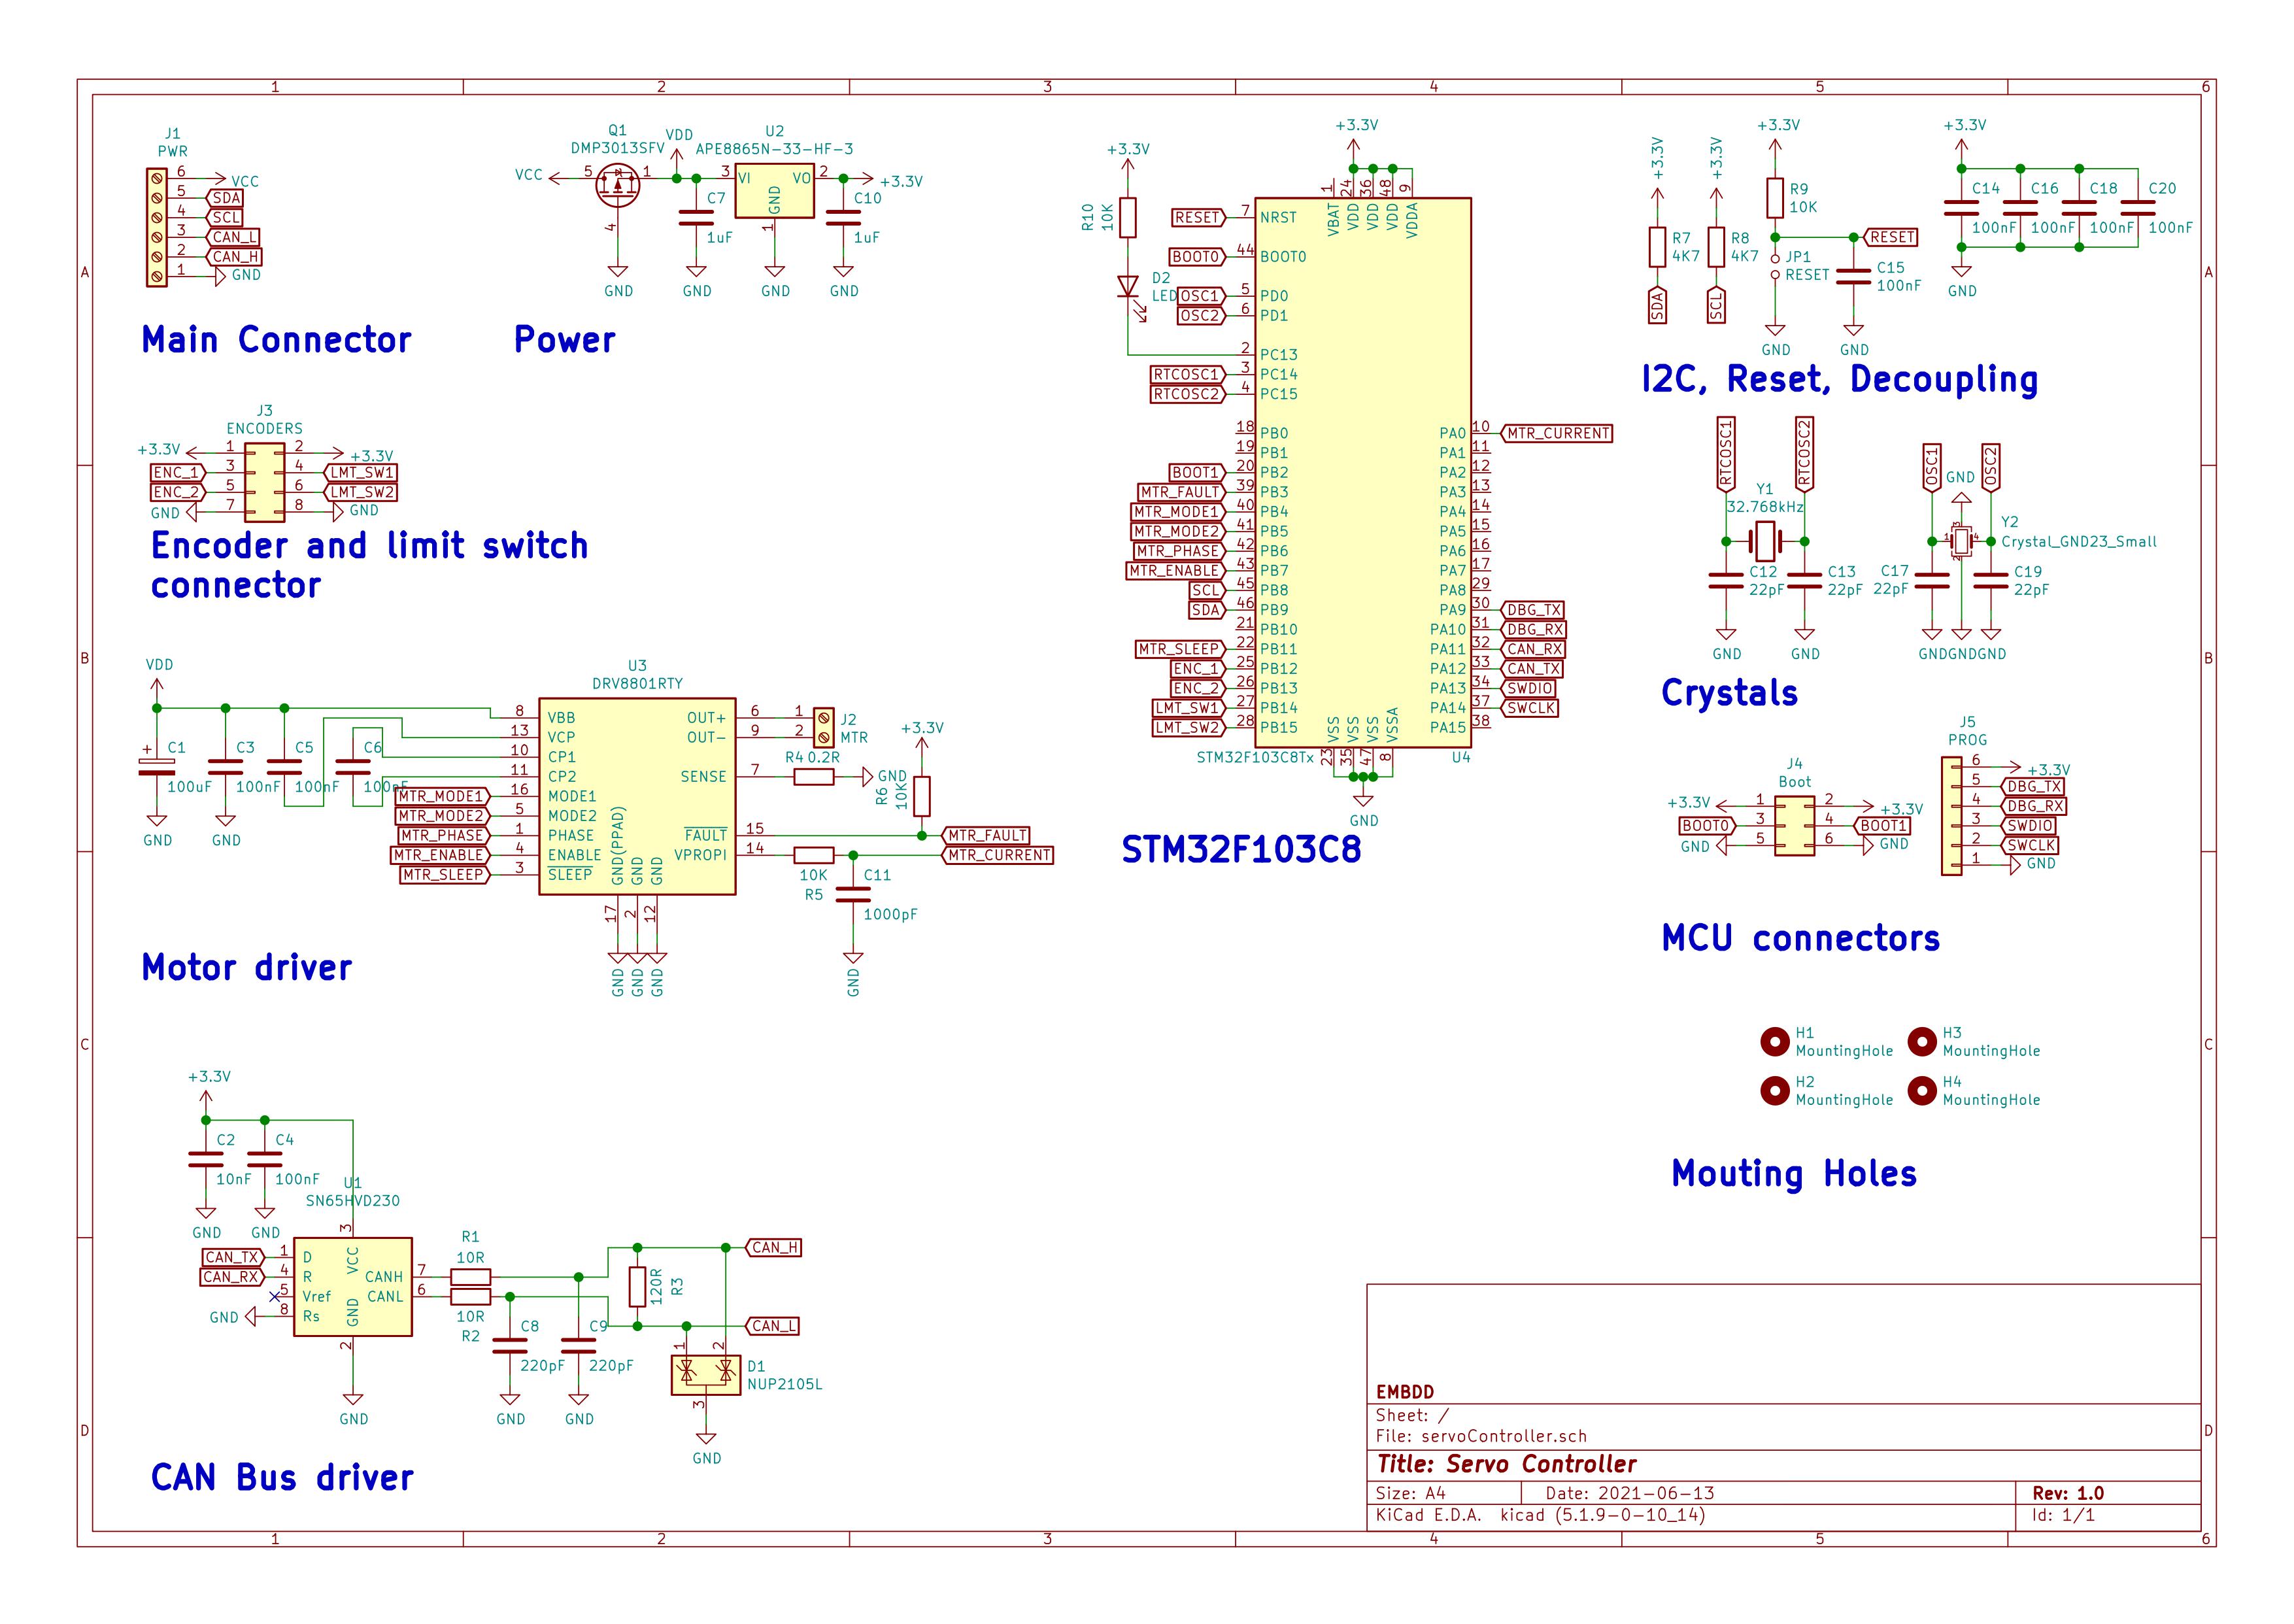 1 2 3 4 5 6
A
B
C
D
J1
PWR
6 VCC
5 SDA
4 SCL
3 CAN_L
2 CAN_H
1 GND
Main Connector
Q1
DMP3013SFV
VCC 5 1 4
GND
VDD
C7
1uF
GND
U2
APE8865N-33-HF-3
3 VI VO 2
GND 1
GND
+3.3V
C10
1uF
GND
Power
J3
ENCODERS
+3.3V 1 2 +3.3V
ENC_1 3 4 LMT_SW1
ENC_2 5 6 LMT_SW2
GND 7 8 GND
Encoder and limit switch
connector
VDD
C1
100uF
GND
C3
100nF
GND
C5
100nF
C6
100nF
U3
DRV8801RTY
8 VBB
13 VCP
10 CP1
11 CP2
MTR_MODE1 16 MODE1
MTR_MODE2 5 MODE2
MTR_PHASE 1 PHASE
MTR_ENABLE 4 ENABLE
MTR_SLEEP 3 SLEEP
OUT+ 6 1
OUT- 9 2
J2
MTR
SENSE 7
R4 0.2R
GND
FAULT 15
VPROPI 14
GND(PPAD) GND GND
17 2 12
GND GND GND
+3.3V
R6
10K
MTR_FAULT
MTR_CURRENT
10K
R5
C11
1000pF
GND
Motor driver
+3.3V
C2
10nF
GND
C4
100nF
GND
U1
SN65HVD230
3 VCC
CAN_TX 1 D
CAN_RX 4 R
5 Vref
GND 8 Rs
CANH 7
CANL 6
GND 2
GND
R1
10R
10R
R2
C8
220pF
GND
C9
220pF
GND
120R
R3
CAN_H
CAN_L
1 2 3
D1
NUP2105L
GND
CAN Bus driver
+3.3V
R10
10K
D2
LED
+3.3V
1 24 36 48 9
VBAT VDD VDD VDD VDDA
RESET 7 NRST
BOOT0 44 BOOT0
OSC1 5 PD0
OSC2 6 PD1
2 PC13
RTCOSC1 3 PC14
RTCOSC2 4 PC15
18 PB0
19 PB1
BOOT1 20 PB2
MTR_FAULT 39 PB3
MTR_MODE1 40 PB4
MTR_MODE2 41 PB5
MTR_PHASE 42 PB6
MTR_ENABLE 43 PB7
SCL 45 PB8
SDA 46 PB9
21 PB10
MTR_SLEEP 22 PB11
ENC_1 25 PB12
ENC_2 26 PB13
LMT_SW1 27 PB14
LMT_SW2 28 PB15
PA0 10 MTR_CURRENT
PA1 11
PA2 12
PA3 13
PA4 14
PA5 15
PA6 16
PA7 17
PA8 29
PA9 30 DBG_TX
PA10 31 DBG_RX
PA11 32 CAN_RX
PA12 33 CAN_TX
PA13 34 SWDIO
PA14 37 SWCLK
PA15 38
VSS VSS VSS VSSA
23 35 47 8
STM32F103C8Tx
U4
GND
STM32F103C8
+3.3V
R7
4K7
SDA
+3.3V
R8
4K7
SCL
+3.3V
R9
10K
RESET
JP1
RESET
GND
C15
100nF
GND
+3.3V
C14 C16 C18 C20
100nF 100nF 100nF 100nF
GND
I2C, Reset, Decoupling
RTCOSC1 RTCOSC2
Y1
32.768kHz
C12
22pF
C13
22pF
GND GND
OSC1 OSC2
GND
Y2
Crystal_GND23_Small
1 2 3 4
C17
22pF
C19
22pF
GND GND GND
Crystals
J4
Boot
+3.3V 1 2 +3.3V
BOOT0 3 4 BOOT1
GND 5 6 GND
J5
PROG
6 +3.3V
5 DBG_TX
4 DBG_RX
3 SWDIO
2 SWCLK
1 GND
MCU connectors
H1
MountingHole
H3
MountingHole
H2
MountingHole
H4
MountingHole
Mouting Holes
EMBDD
Sheet: /
File: servoController.sch
Title: Servo Controller
Size: A4 Date: 2021-06-13 Rev: 1.0
KiCad E.D.A. kicad (5.1.9-0-10_14) Id: 1/1
A
B
C
D
1 2 3 4 5 6